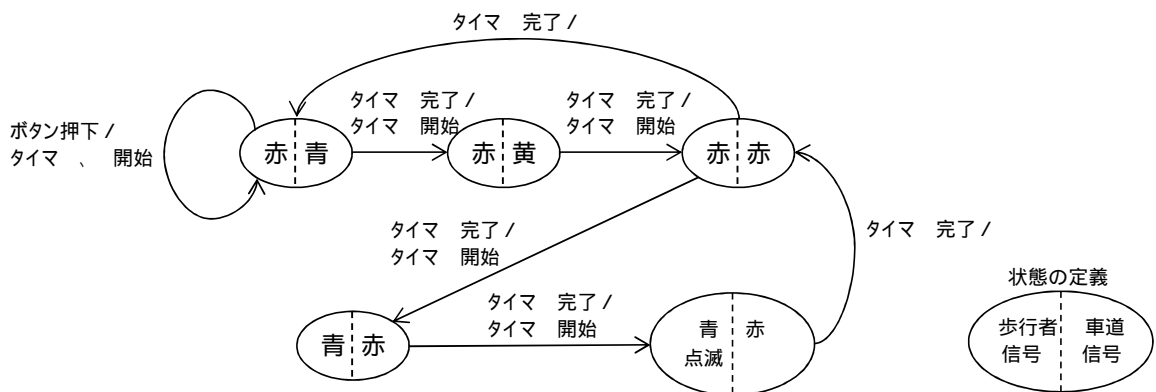 タイマ　完了 /
ボタン押下 /
タイマ　、　開始
赤 青
タイマ　完了 /
タイマ　開始
赤 黄
タイマ　完了 /
タイマ　開始
赤 赤
タイマ　完了 /
タイマ　開始
タイマ　完了 /
青 赤
タイマ　完了 /
タイマ　開始
青 赤
点滅
状態の定義
歩行者 車道
信号 信号